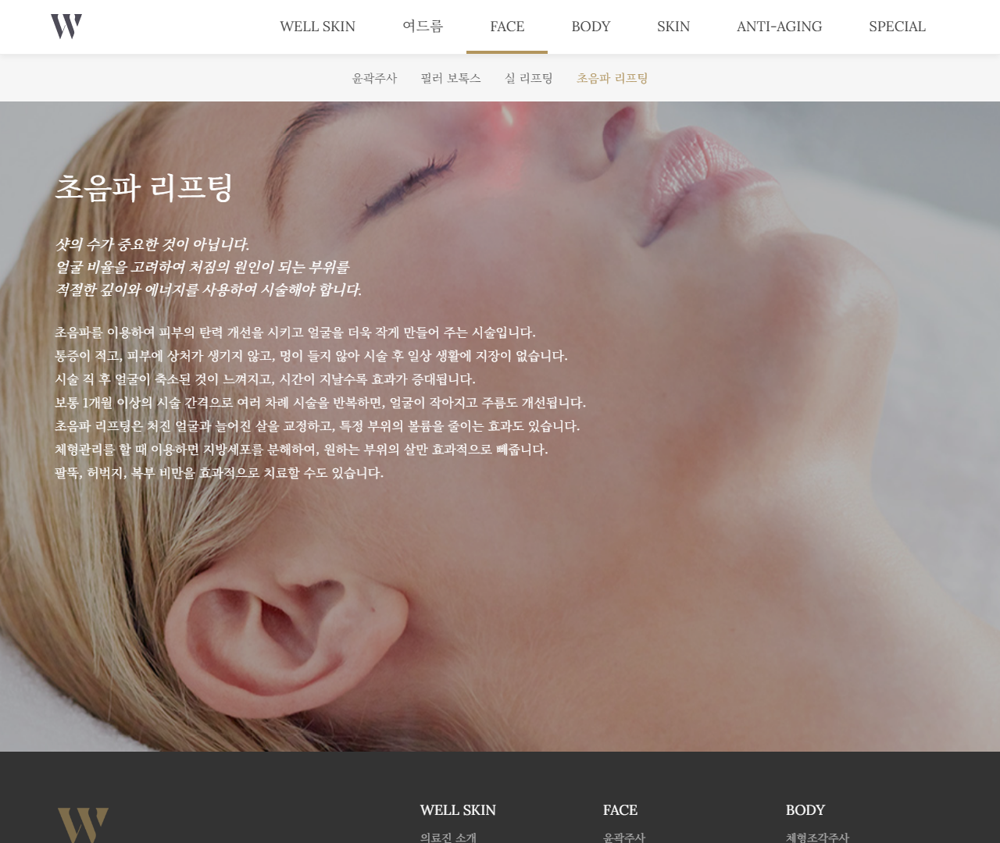 W
WELL SKIN 여드름 FACE BODY SKIN ANTI-AGING SPECIAL
윤곽주사 필러 보톡스 실 리프팅 초음파 리프팅
초음파 리프팅
샷의 수가 중요한 것이 아닙니다.
얼굴 비율을 고려하여 처짐의 원인이 되는 부위를
적절한 깊이와 에너지를 사용하여 시술해야 합니다.
초음파를 이용하여 피부의 탄력 개선을 시키고 얼굴을 더욱 작게 만들어 주는 시술입니다.
통증이 적고, 피부에 상처가 생기지 않고, 멍이 들지 않아 시술 후 일상 생활에 지장이 없습니다.
시술 직 후 얼굴이 축소된 것이 느껴지고, 시간이 지날수록 효과가 증대됩니다.
보통 1개월 이상의 시술 간격으로 여러 차례 시술을 반복하면, 얼굴이 작아지고 주름도 개선됩니다.
초음파 리프팅은 처진 얼굴과 늘어진 살을 교정하고, 특정 부위의 볼륨을 줄이는 효과도 있습니다.
체형관리를 할 때 이용하면 지방세포를 분해하여, 원하는 부위의 살만 효과적으로 빼줍니다.
팔뚝, 허벅지, 복부 비만을 효과적으로 치료할 수도 있습니다.
W
WELL SKIN FACE BODY
의료진 소개 윤곽주사 체형조각주사